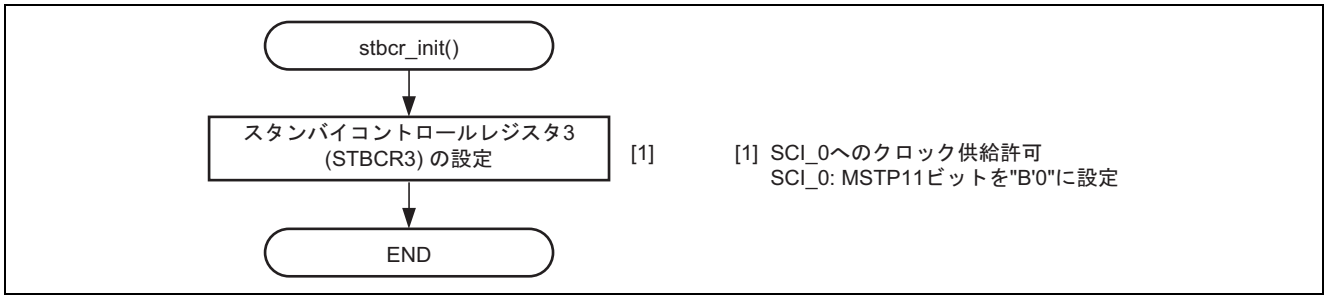 stbcr_init()
スタンバイコントロールレジスタ3
(STBCR3) の設定
[1]
[1] SCI_0へのクロック供給許可
SCI_0: MSTP11ビットを"B'0"に設定
END